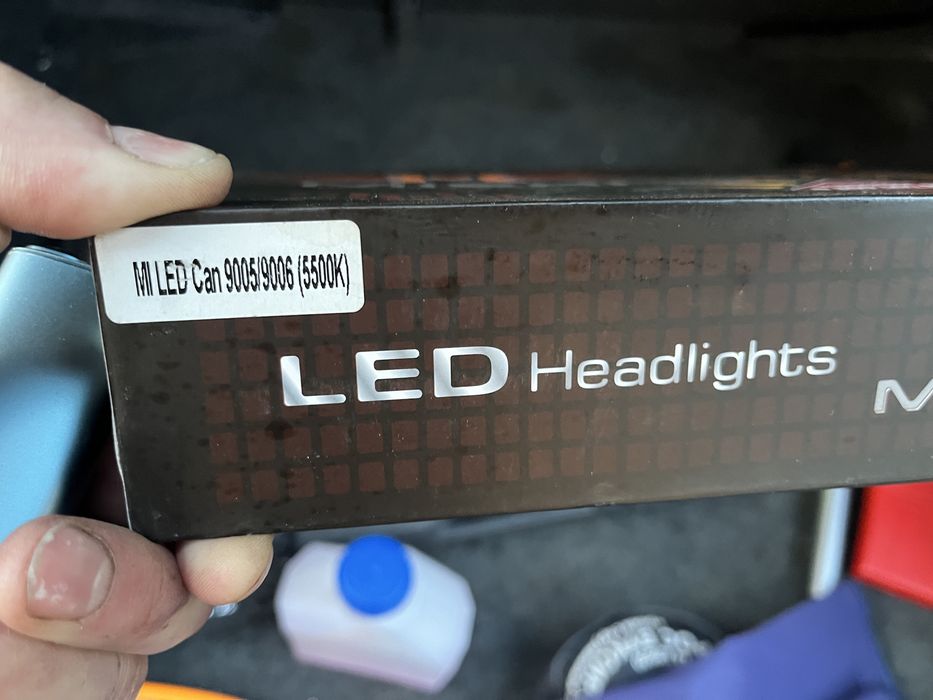 MI LED Can 9005/9006 (5500K)
LED Headlights M